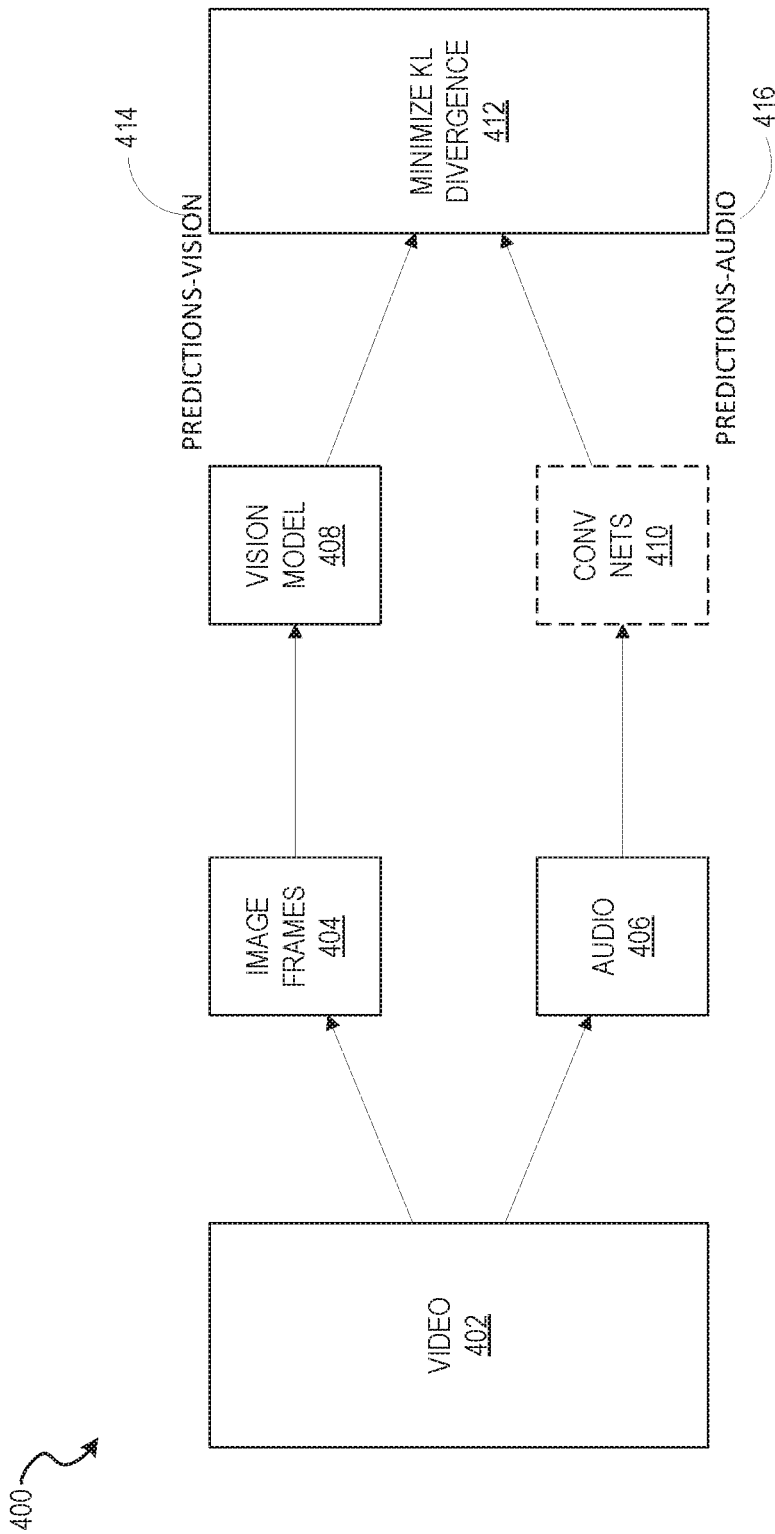 400
VIDEO
402
IMAGE
FRAMES
404
AUDIO
406
VISION
MODEL
408
CONV
NETS
410
PREDICTIONS-VISION
414
PREDICTIONS-AUDIO
416
MINIMIZE KL
DIVERGENCE
412